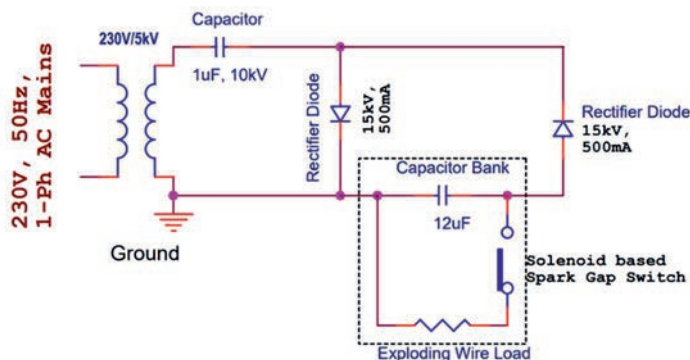 Capacitor
230V/5kV
1uF, 10kV
230V, 50Hz,
1-Ph AC Mains
Rectifier Diode
15kV,
500mA
Rectifier Diode
15kV,
500mA
Capacitor Bank
12uF
Ground
Solenoid based
Spark Gap Switch
Exploding Wire Load